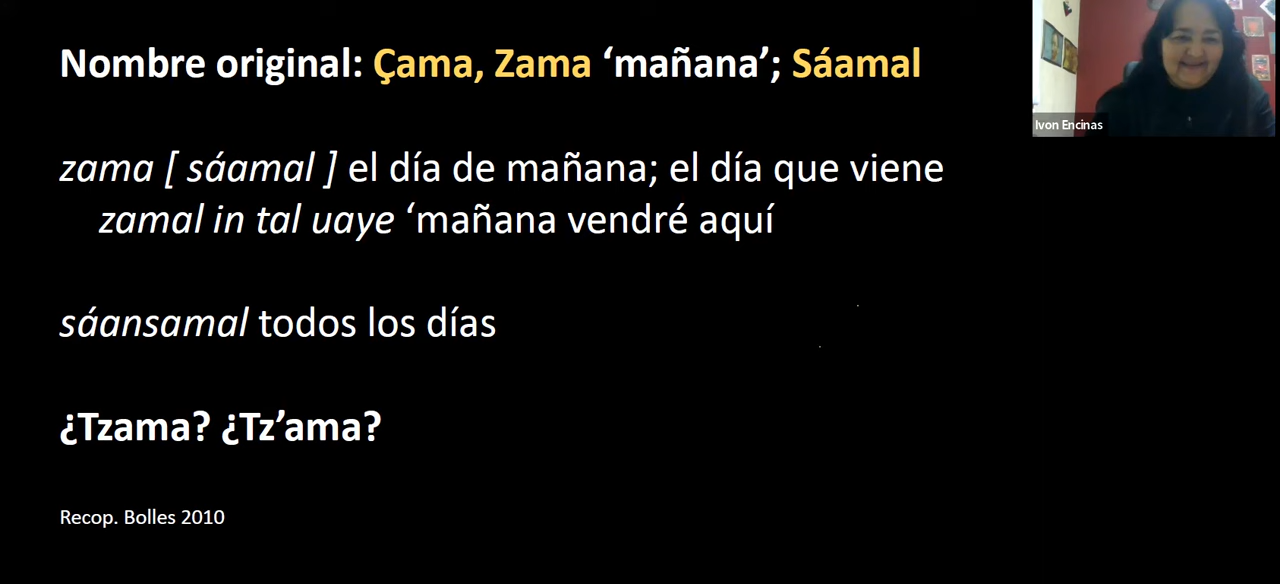 Nombre original: Çama, Zama ‘mañana’; Sáamal
Ivon Encinas
zama [ sáamal ] el día de mañana; el día que viene
zamal in tal uaye ‘mañana vendré aquí
sáansamal todos los días
¿Tzama? ¿Tz’ama?
Recop. Bolles 2010